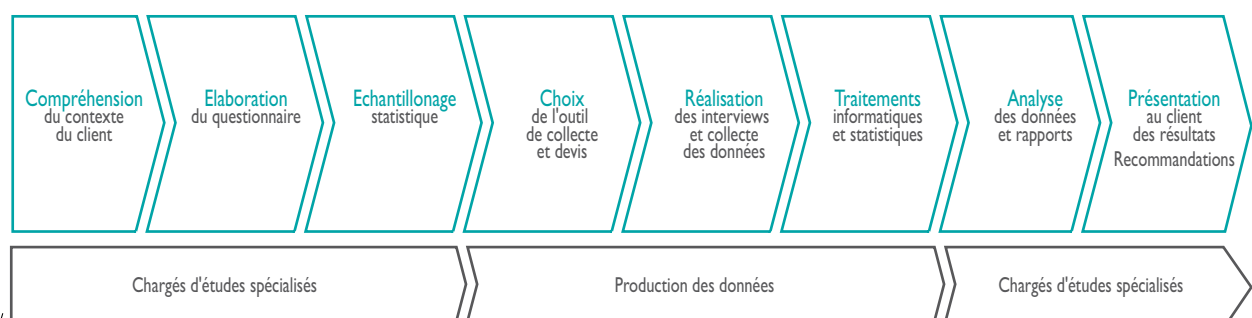 Compréhension
du contexte
du client
Elaboration
du questionnaire
Echantillonage
statistique
Choix
de l'outil
de collecte
et devis
Réalisation
des interviews
et collecte
des données
Traitements
informatiques
et statistiques
Analyse
des données
et rapports
Présentation
au client
des résultats
Recommandations
Chargés d'études spécialisés
Production des données
Chargés d'études spécialisés